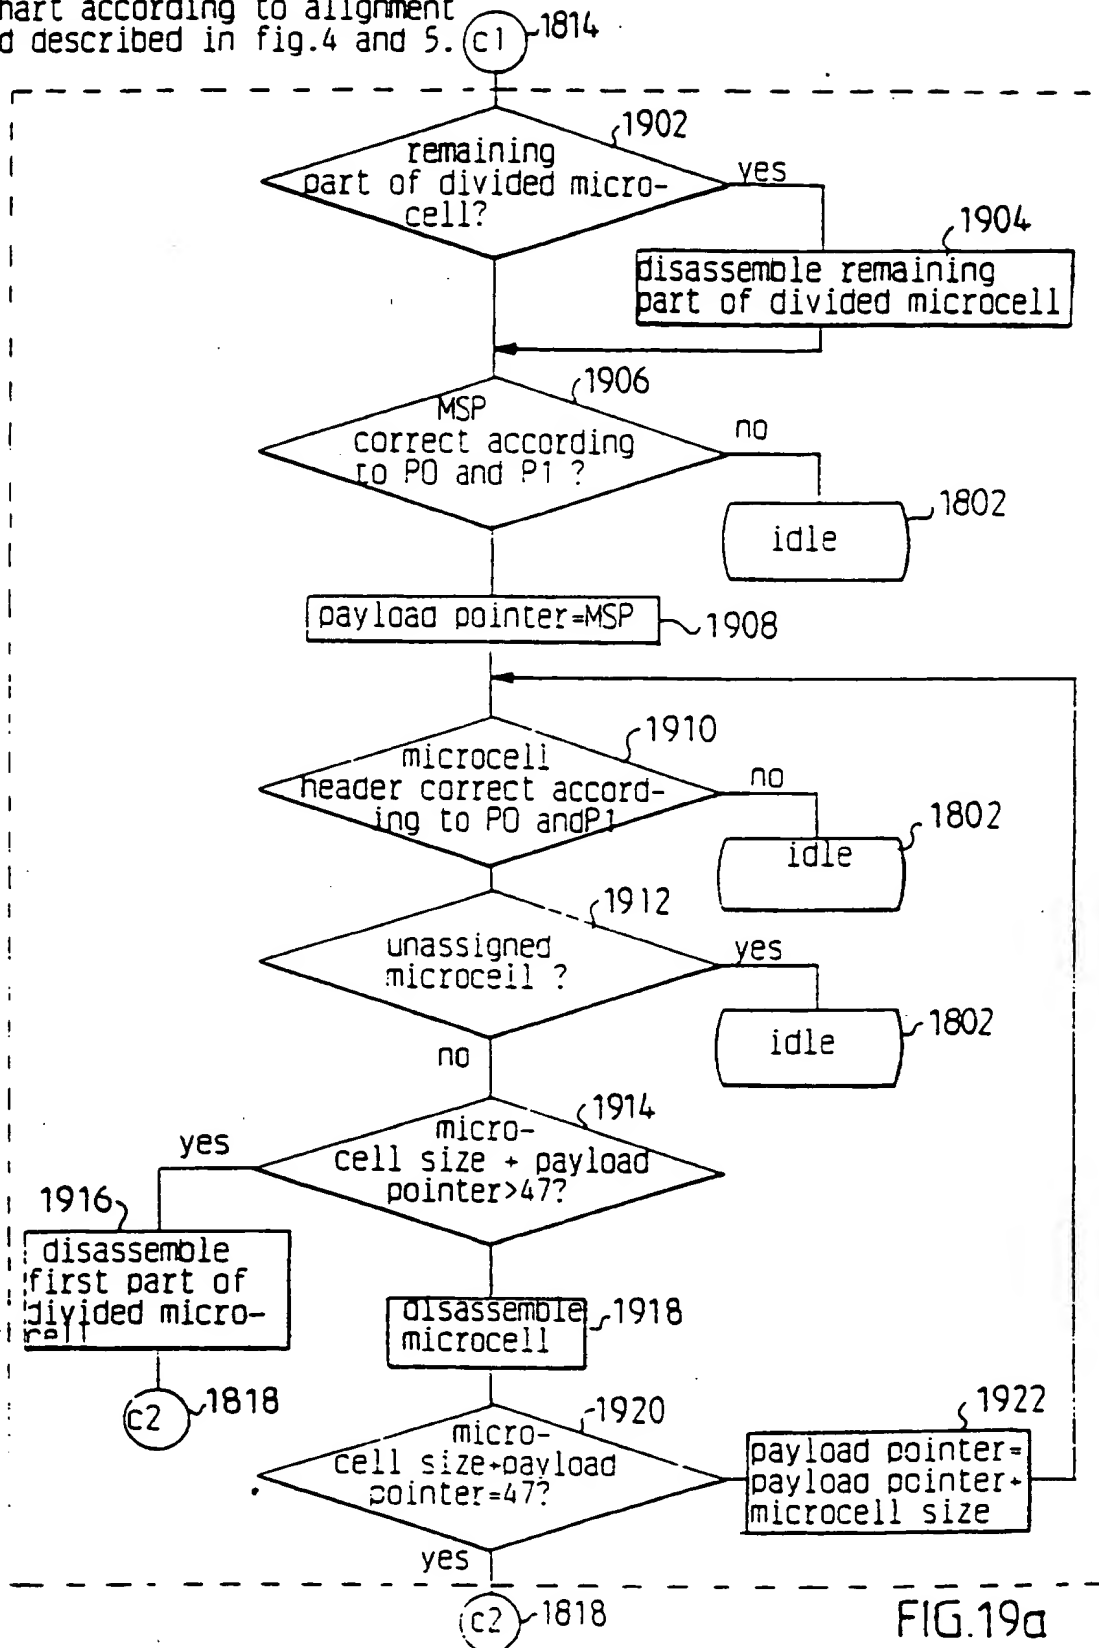 hart according to alignment
d described in fig.4 and 5.
c1
1814
1902
remaining
part of divided micro-
cell?
yes
1904
disassemble remaining
part of divided microcell
1906
MSP
correct according
to P0 and P1 ?
no
1802
idle
payload pointer=MSP
1908
1910
microcell
header correct accord-
ing to P0 andP1
no
1802
idle
1912
unassigned
microcell ?
yes
1802
idle
no
1914
micro-
cell size + payload
pointer>47?
yes
1916
disassemble
first part of
divided micro-
cell
c2
1818
disassemble
microcell
1918
1920
micro-
cell size+payload
pointer=47?
1922
payload pointer=
payload pointer+
microcell size
yes
c2
1818
FIG.19a